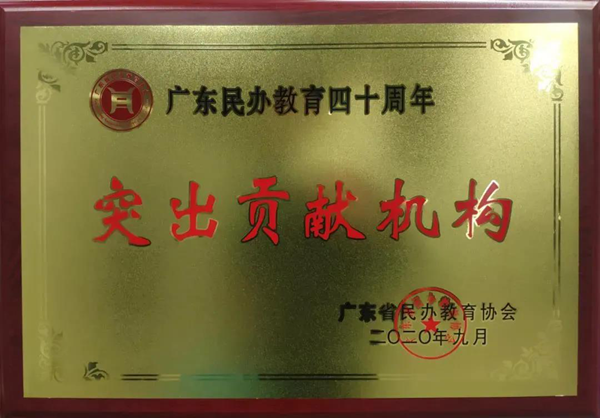 广东民办教育四十周年
突出贡献机构
广东省民办教育协会
二〇二〇年九月